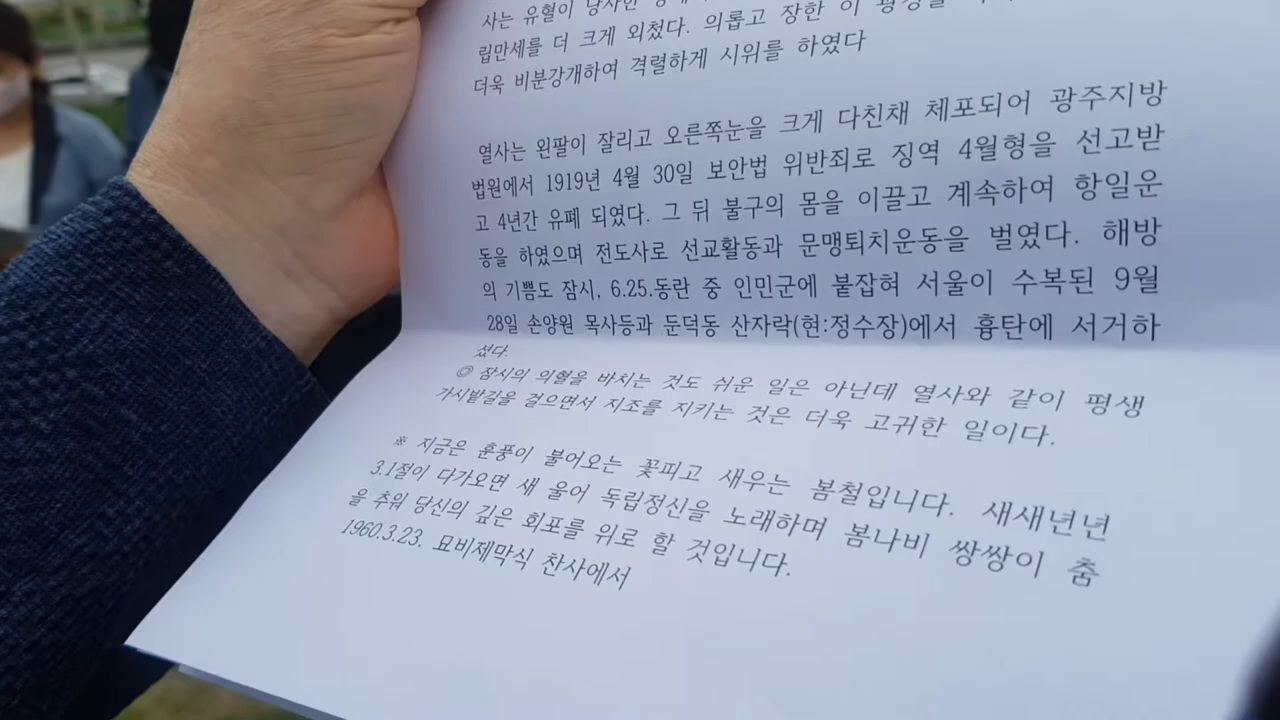 사는 유혈이 낭자한
립만세를 더 크게 외쳤다. 의롭고 장한 이 광경을
더욱 비분강개하여 격렬하게 시위를 하였다
열사는 왼팔이 잘리고 오른쪽눈을 크게 다친채 체포되어 광주지방
법원에서 1919년 4월 30일 보안법 위반죄로 징역 4월형을 선고받
고 4년간 유폐 되였다. 그 뒤 불구의 몸을 이끌고 계속하여 항일운
동을 하였으며 전도사로 선교활동과 문맹퇴치운동을 벌였다. 해방
의 기쁨도 잠시, 6.25.동란 중 인민군에 붙잡혀 서울이 수복된 9월
28일 손양원 목사등과 둔덕동 산자락(현:정수장)에서 흉탄에 서거하
셨다.
◎ 잠시의 의혈을 바치는 것도 쉬운 일은 아닌데 열사와 같이 평생
가시밭길을 걸으면서 지조를 지키는 것은 더욱 고귀한 일이다.
※ 지금은 훈풍이 불어오는 꽃피고 새우는 봄철입니다. 새새년년
3.1절이 다가오면 새 울어 독립정신을 노래하며 봄나비 쌍쌍이 춤
을 추워 당신의 깊은 회포를 위로 할 것입니다.
1960.3.23. 묘비제막식 찬사에서